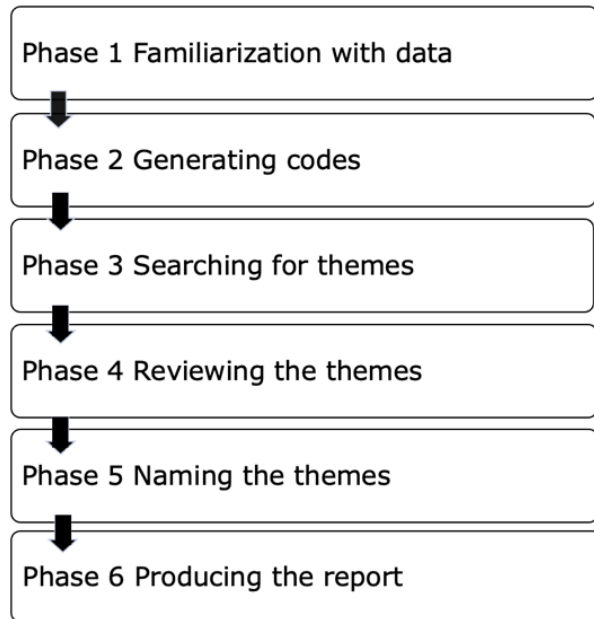 Phase 1 Familiarization with data
Phase 2 Generating codes
Phase 3 Searching for themes
Phase 4 Reviewing the themes
Phase 5 Naming the themes
Phase 6 Producing the report